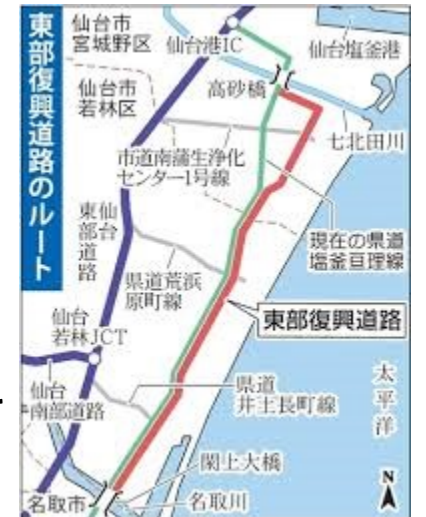 東部復興道路のルート
仙台市
宮城野区
仙台港IC
仙台塩釜港
仙台市
若林区
高砂橋
七北田川
市道南蒲生浄化
センター1号線
仙台
東部道路
現在の県道
塩釜亘理線
県道荒浜
原町線
東部復興道路
仙台
若林JCT
太平洋
仙台
南部道路
県道
井土長町線
閖上大橋
N
名取市
名取川